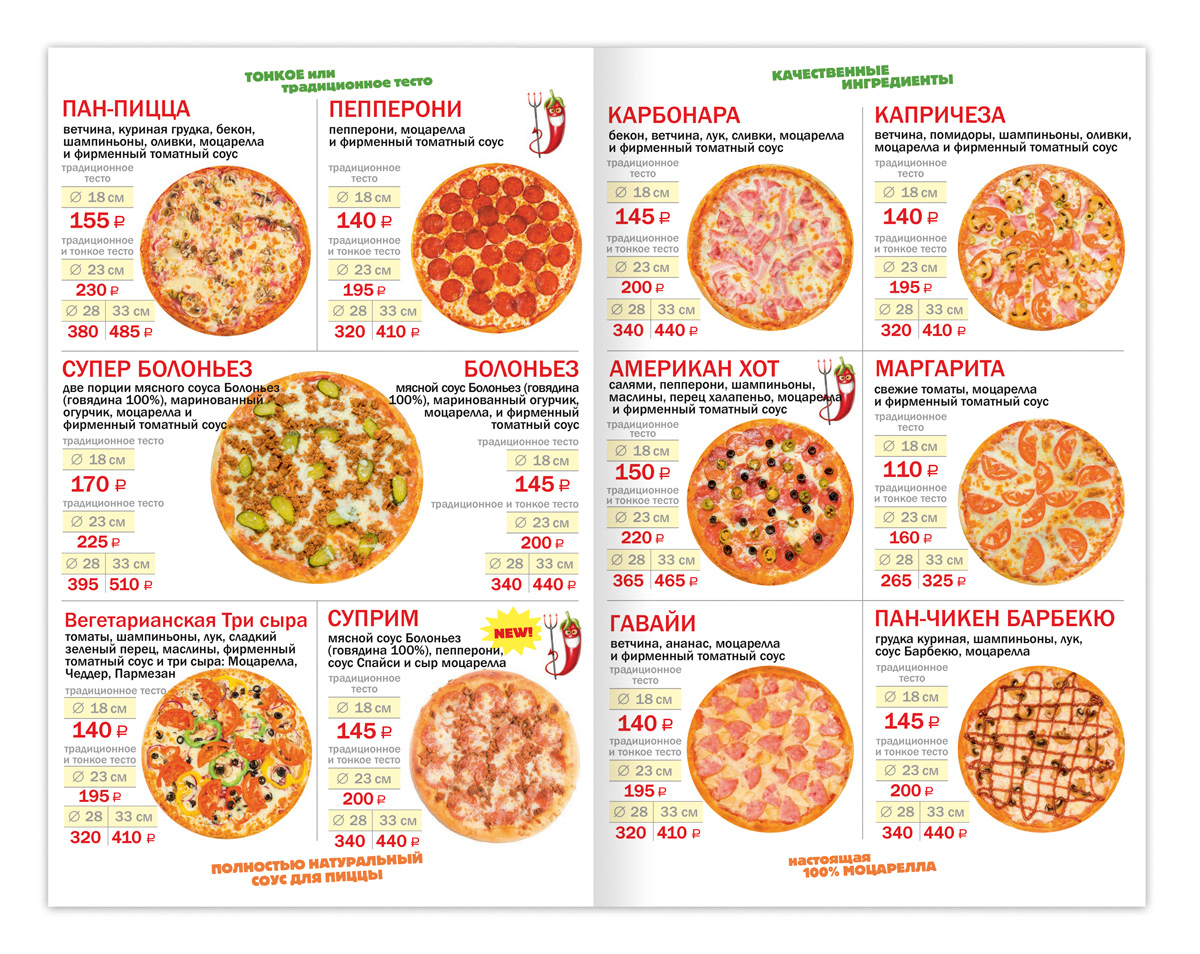 ТОНКОЕ или
традиционное тесто
ПАН-ПИЦЦА
ветчина, куриная грудка, бекон,
шампиньоны, оливки, моцарелла
и фирменный томатный соус
традиционное
тесто
∅ 18 см
155 ₽
традиционное
и тонкое тесто
∅ 23 см
230 ₽
∅ 28 33 см
380 485 ₽
ПЕППЕРОНИ
пепперони, моцарелла
и фирменный томатный соус
традиционное
тесто
∅ 18 см
140 ₽
традиционное
и тонкое тесто
∅ 23 см
195 ₽
∅ 28 33 см
320 410 ₽
СУПЕР БОЛОНЬЕЗ
две порции мясного соуса Болоньез
(говядина 100%), маринованный
огурчик, моцарелла и
фирменный томатный соус
традиционное тесто
∅ 18 см
170 ₽
традиционное и тонкое тесто
∅ 23 см
225 ₽
∅ 28 33 см
395 510 ₽
БОЛОНЬЕЗ
мясной соус Болоньез (говядина
100%), маринованный огурчик,
моцарелла, и фирменный
томатный соус
традиционное тесто
∅ 18 см
145 ₽
традиционное и тонкое тесто
∅ 23 см
200 ₽
∅ 28 33 см
340 440 ₽
Вегетарианская Три сыра
томаты, шампиньоны, лук, сладкий
зеленый перец, маслины, фирменный
томатный соус и три сыра: Моцарелла,
Чеддер, Пармезан
традиционное тесто
∅ 18 см
140 ₽
традиционное
и тонкое тесто
∅ 23 см
195 ₽
∅ 28 33 см
320 410 ₽
СУПРИМ
NEW!
мясной соус Болоньез
(говядина 100%), пепперони,
соус Спайси и сыр моцарелла
традиционное
тесто
∅ 18 см
145 ₽
традиционное
и тонкое тесто
∅ 23 см
200 ₽
∅ 28 33 см
340 440 ₽
ПОЛНОСТЬЮ НАТУРАЛЬНЫЙ
СОУС ДЛЯ ПИЦЦЫ
КАЧЕСТВЕННЫЕ
ИНГРЕДИЕНТЫ
КАРБОНАРА
бекон, ветчина, лук, сливки, моцарелла
и фирменный томатный соус
традиционное
тесто
∅ 18 см
145 ₽
традиционное
и тонкое тесто
∅ 23 см
200 ₽
∅ 28 33 см
340 440 ₽
КАПРИЧЕЗА
ветчина, помидоры, шампиньоны, оливки,
моцарелла и фирменный томатный соус
традиционное
тесто
∅ 18 см
140 ₽
традиционное
и тонкое тесто
∅ 23 см
195 ₽
∅ 28 33 см
320 410 ₽
АМЕРИКАН ХОТ
салями, пепперони, шампиньоны,
маслины, перец халапеньо, моцарелла
и фирменный томатный соус
традиционное
тесто
∅ 18 см
150 ₽
традиционное
и тонкое тесто
∅ 23 см
220 ₽
∅ 28 33 см
365 465 ₽
МАРГАРИТА
свежие томаты, моцарелла
и фирменный томатный соус
традиционное
тесто
∅ 18 см
110 ₽
традиционное
и тонкое тесто
∅ 23 см
160 ₽
∅ 28 33 см
265 325 ₽
ГАВАЙИ
ветчина, ананас, моцарелла
и фирменный томатный соус
традиционное
тесто
∅ 18 см
140 ₽
традиционное
и тонкое тесто
∅ 23 см
195 ₽
∅ 28 33 см
320 410 ₽
ПАН-ЧИКЕН БАРБЕКЮ
грудка куриная, шампиньоны, лук,
соус Барбекю, моцарелла
традиционное
тесто
∅ 18 см
145 ₽
традиционное
и тонкое тесто
∅ 23 см
200 ₽
∅ 28 33 см
340 440 ₽
настоящая
100% МОЦАРЕЛЛА